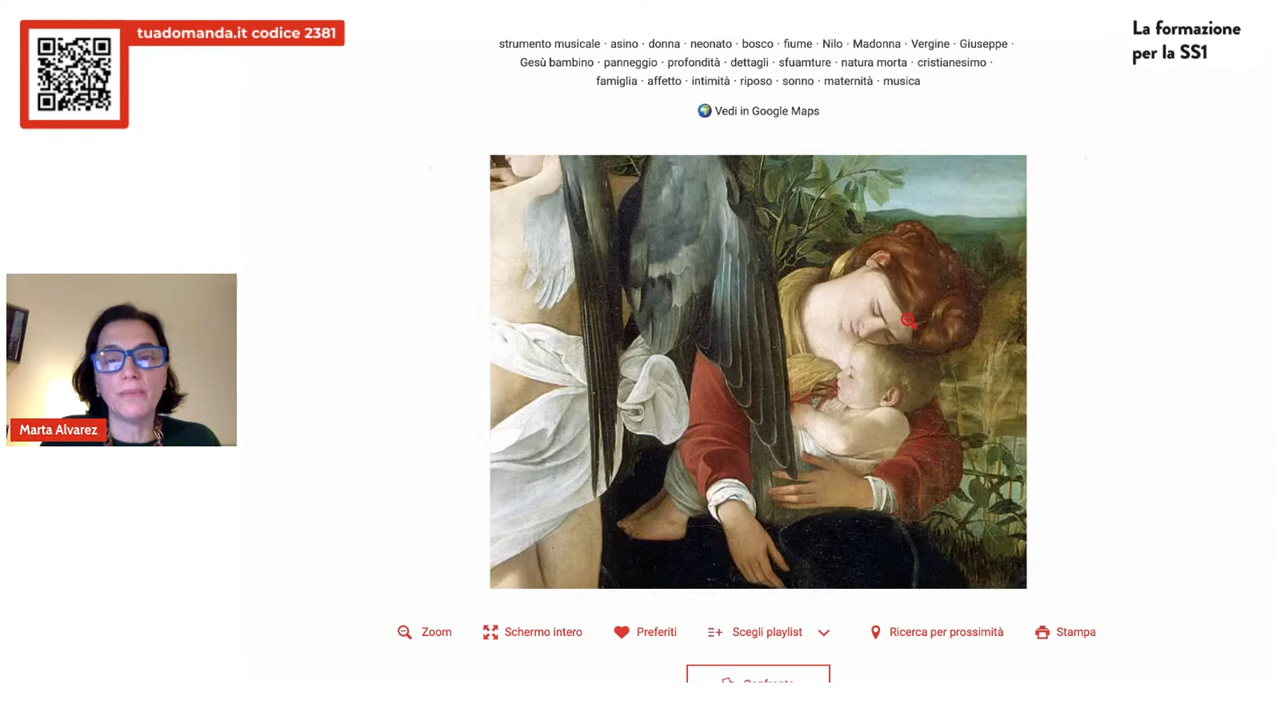 tuadomanda.it codice 2381
La formazione
per la SS1
strumento musicale · asino · donna · neonato · bosco · fiume · Nilo · Madonna · Vergine · Giuseppe ·
Gesù bambino · panneggio · profondità · dettagli · sfuamture · natura morta · cristianesimo ·
famiglia · affetto · intimità · riposo · sonno · maternità · musica
Vedi in Google Maps
Marta Alvarez
Zoom
Schermo intero
Preferiti
Scegli playlist
Ricerca per prossimità
Stampa